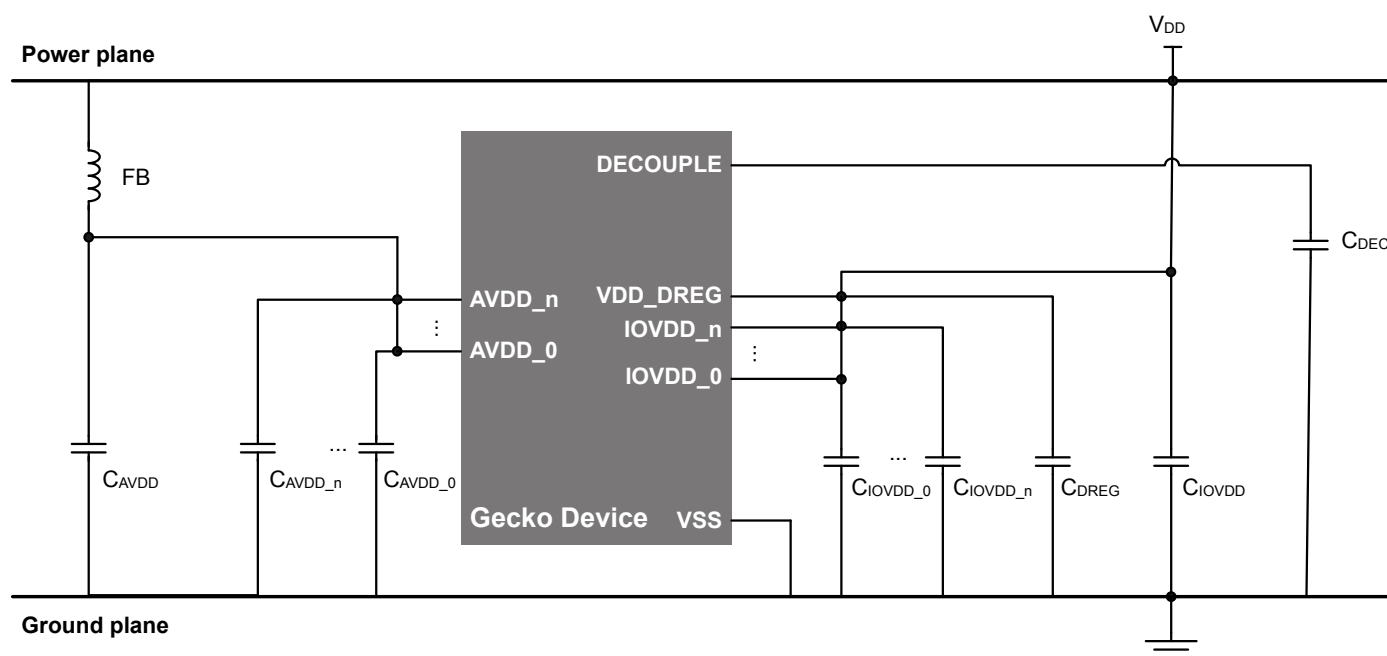 VDD
Power plane
DECOUPLE
FB
CDEC
AVDD_n
VDD_DREG
...
IOVDD_n
AVDD_0
...
IOVDD_0
...
...
CAVDD
CAVDD_n
CAVDD_0
CIOVDD_0
CIOVDD_n
CDREG
CIOVDD
Gecko Device
VSS
Ground plane